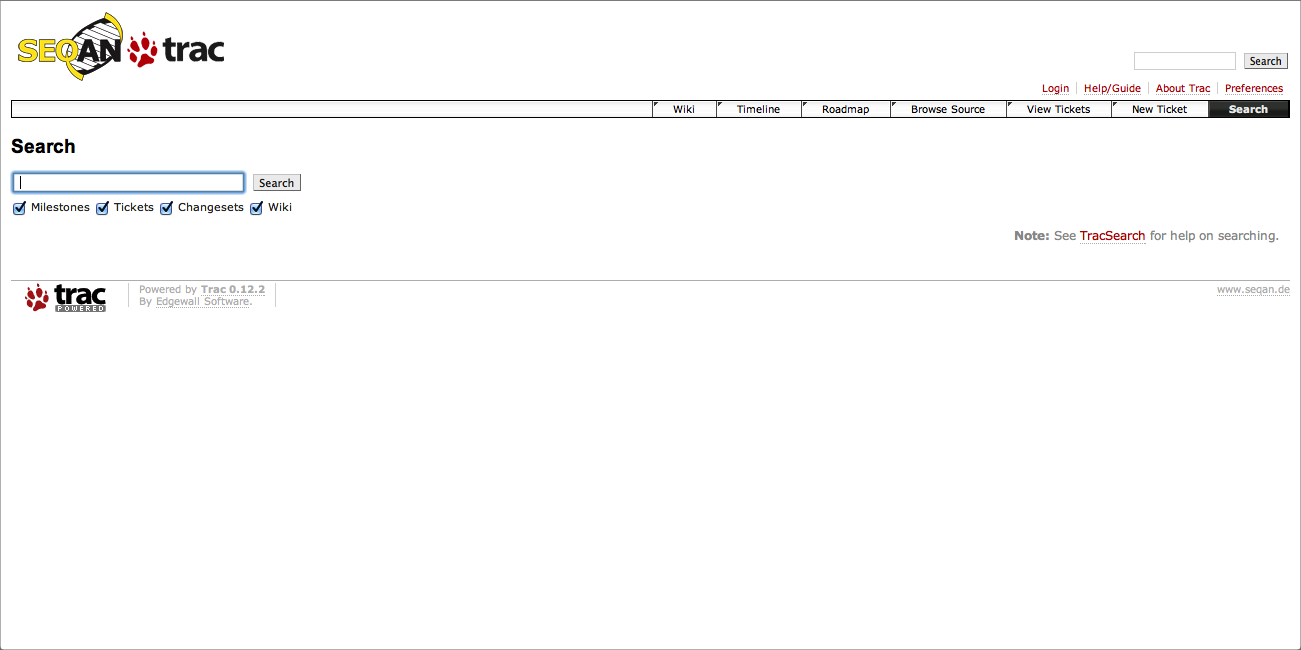 SEQAN trac
Search
Login Help/Guide About Trac Preferences
Wiki Timeline Roadmap Browse Source View Tickets New Ticket Search
Search
Search
Milestones Tickets Changesets Wiki
Note: See TracSearch for help on searching.
trac POWERED
Powered by Trac 0.12.2
By Edgewall Software.
www.seqan.de